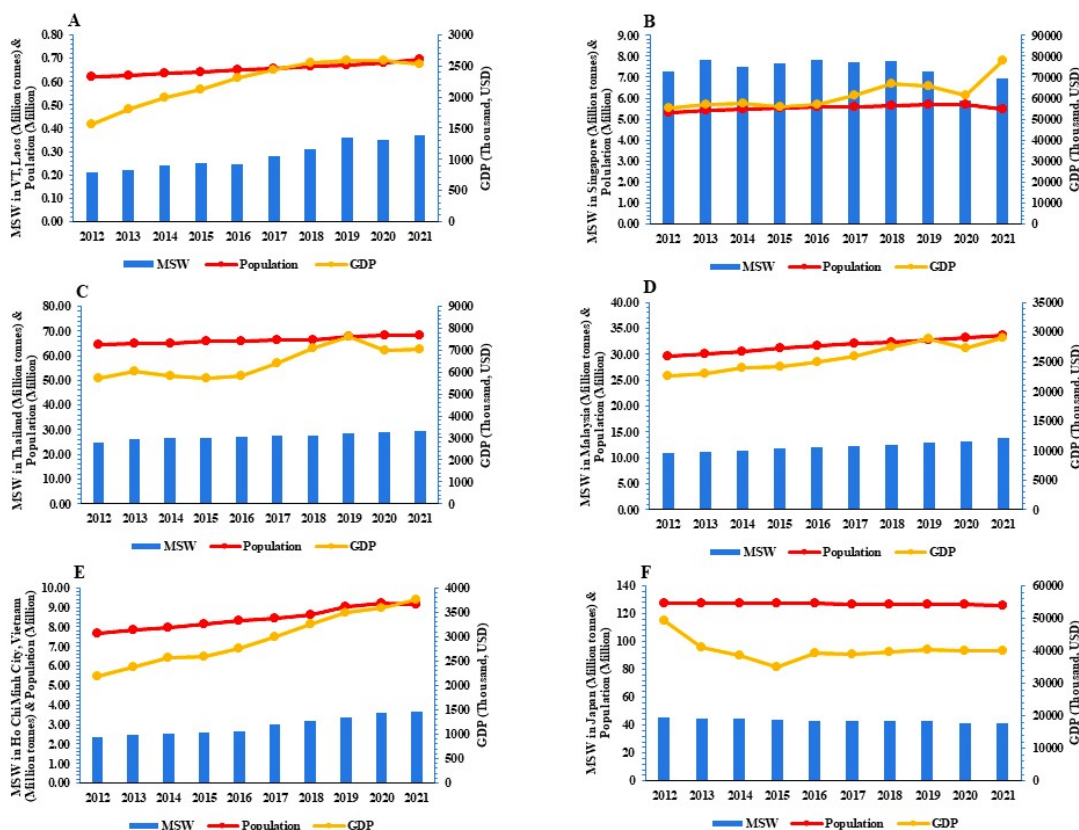 A
MSW in VT, Laos (Million tonnes) &
Poulation (Million)
0.80
0.70
0.60
0.50
0.40
0.30
0.20
0.10
0.00
3000
2500
2000
1500
1000
500
0
GDP (Thousand, USD)
2012 2013 2014 2015 2016 2017 2018 2019 2020 2021
MSW Population GDP
B
MSW in Singapore (Million tonnes) &
Polulation (Million)
9.00
8.00
7.00
6.00
5.00
4.00
3.00
2.00
1.00
0.00
90000
80000
70000
60000
50000
40000
30000
20000
10000
0
GDP (Thousand, USD)
2012 2013 2014 2015 2016 2017 2018 2019 2020 2021
MSW Population GDP
C
MSW in Thailand (Million tonnes) &
Population (Million)
80.00
70.00
60.00
50.00
40.00
30.00
20.00
10.00
0.00
9000
8000
7000
6000
5000
4000
3000
2000
1000
0
GDP (Thousand, USD)
2012 2013 2014 2015 2016 2017 2018 2019 2020 2021
MSW Population GDP
D
MSW in Malaysia (Million tonnes) &
Population (Million)
40.00
35.00
30.00
25.00
20.00
15.00
10.00
5.00
0.00
35000
30000
25000
20000
15000
10000
5000
0
GDP (Thousand, USD)
2012 2013 2014 2015 2016 2017 2018 2019 2020 2021
MSW Population GDP
E
MSW in Ho Chi Minh City, Vietnam
(Million tonnes) & Population (Million)
10.00
9.00
8.00
7.00
6.00
5.00
4.00
3.00
2.00
1.00
0.00
4000
3500
3000
2500
2000
1500
1000
500
0
GDP (Thousand, USD)
2012 2013 2014 2015 2016 2017 2018 2019 2020 2021
MSW Population GDP
F
MSW in Japan (Million tonnes) &
Population (Million)
140
120
100
80
60
40
20
0
60000
50000
40000
30000
20000
10000
0
GDP (Thousand, USD)
2012 2013 2014 2015 2016 2017 2018 2019 2020 2021
MSW Population GDP